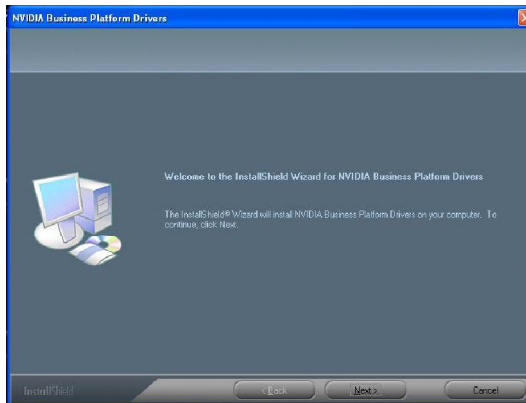 NVIDIA Business Platform Drivers
Welcome to the InstallShield Wizard for NVIDIA Business Platform Drivers
The InstallShield® Wizard will install NVIDIA Business Platform Drivers on your computer. To
continue, click Next.
InstallShield
< Back
Next >
Cancel